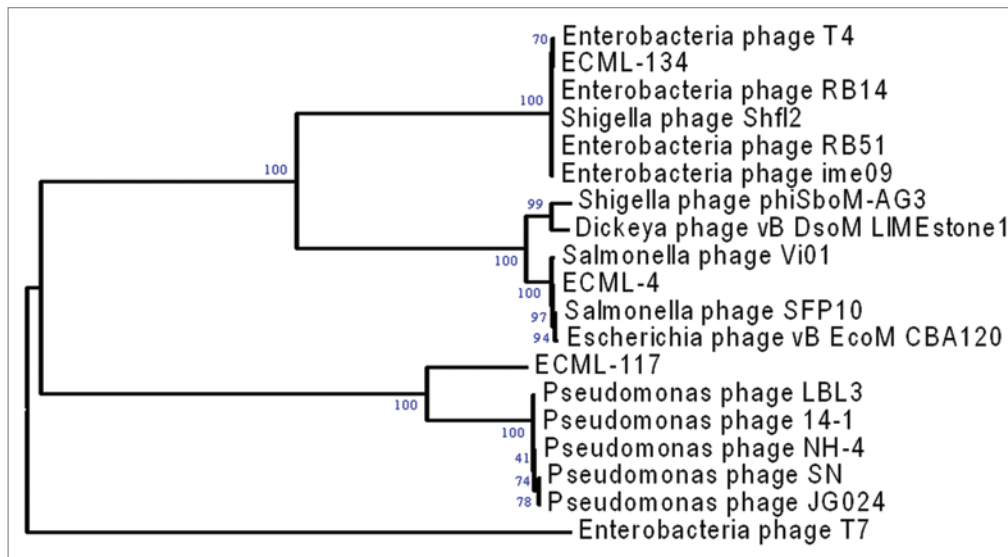 70 Enterobacteria phage T4
ECML-134
100 Enterobacteria phage RB14
Shigella phage Shfl2
Enterobacteria phage RB51
100 Enterobacteria phage ime09
99 Shigella phage phiSboM-AG3
Dickeya phage vB DsoM LIMEstone1
100 Salmonella phage Vi01
100 ECML-4
97 Salmonella phage SFP10
94 Escherichia phage vB EcoM CBA120
ECML-117
Pseudomonas phage LBL3
100 Pseudomonas phage 14-1
100
41 Pseudomonas phage NH-4
74 Pseudomonas phage SN
78 Pseudomonas phage JG024
Enterobacteria phage T7